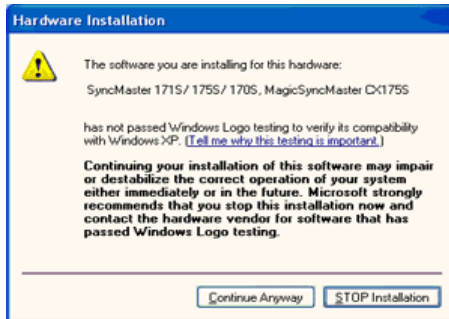 Hardware Installation
The software you are installing for this hardware:
SyncMaster 171S/ 175S/ 170S, MagicSyncMaster CX175S
has not passed Windows Logo testing to verify its compatibility
with Windows XP. (Tell me why this testing is important.)
Continuing your installation of this software may impair
or destabilize the correct operation of your system
either immediately or in the future. Microsoft strongly
recommends that you stop this installation now and
contact the hardware vendor for software that has
passed Windows Logo testing.
Continue Anyway
STOP Installation